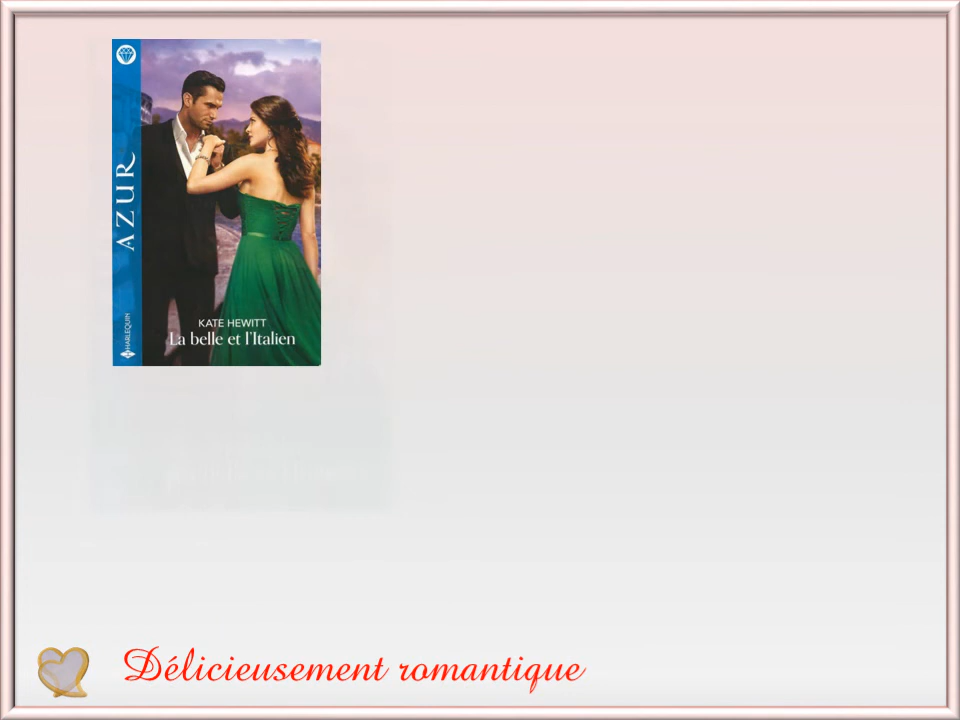 AZUR
HARLEQUIN
KATE HEWITT
La belle et l'Italien
Délicieusement romantique